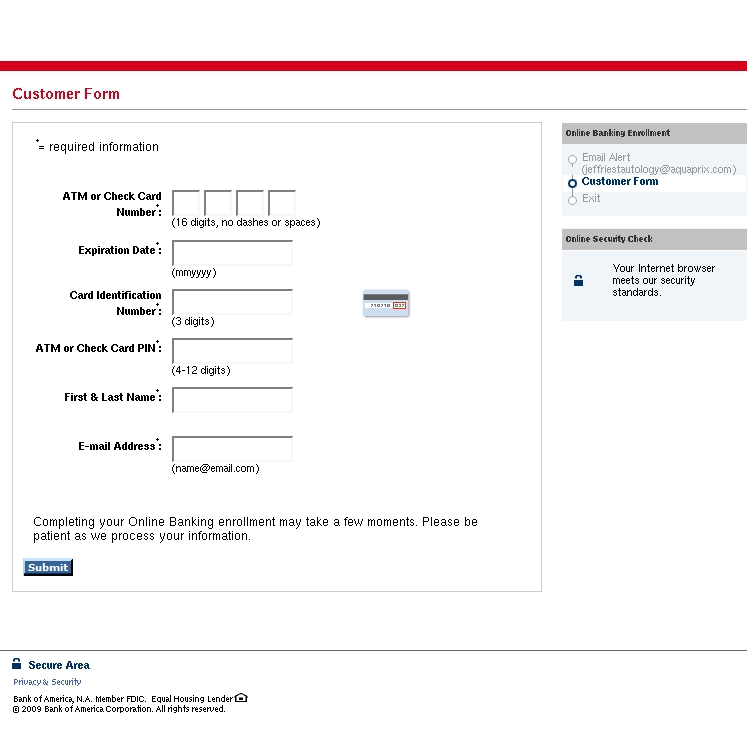 Customer Form
*= required information
ATM or Check Card
Number*:
(16 digits, no dashes or spaces)
Expiration Date*:
(mmyyyy)
Card Identification
Number*:
(3 digits)
710710 037
ATM or Check Card PIN*:
(4-12 digits)
First & Last Name*:
E-mail Address*:
(name@email.com)
Completing your Online Banking enrollment may take a few moments. Please be
patient as we process your information.
Submit
Online Banking Enrollment
Email Alert
(jeffriestautology@aquaprix.com)
Customer Form
Exit
Online Security Check
Your Internet browser
meets our security
standards.
Secure Area
Privacy & Security
Bank of America, N.A. Member FDIC. Equal Housing Lender
© 2009 Bank of America Corporation. All rights reserved.